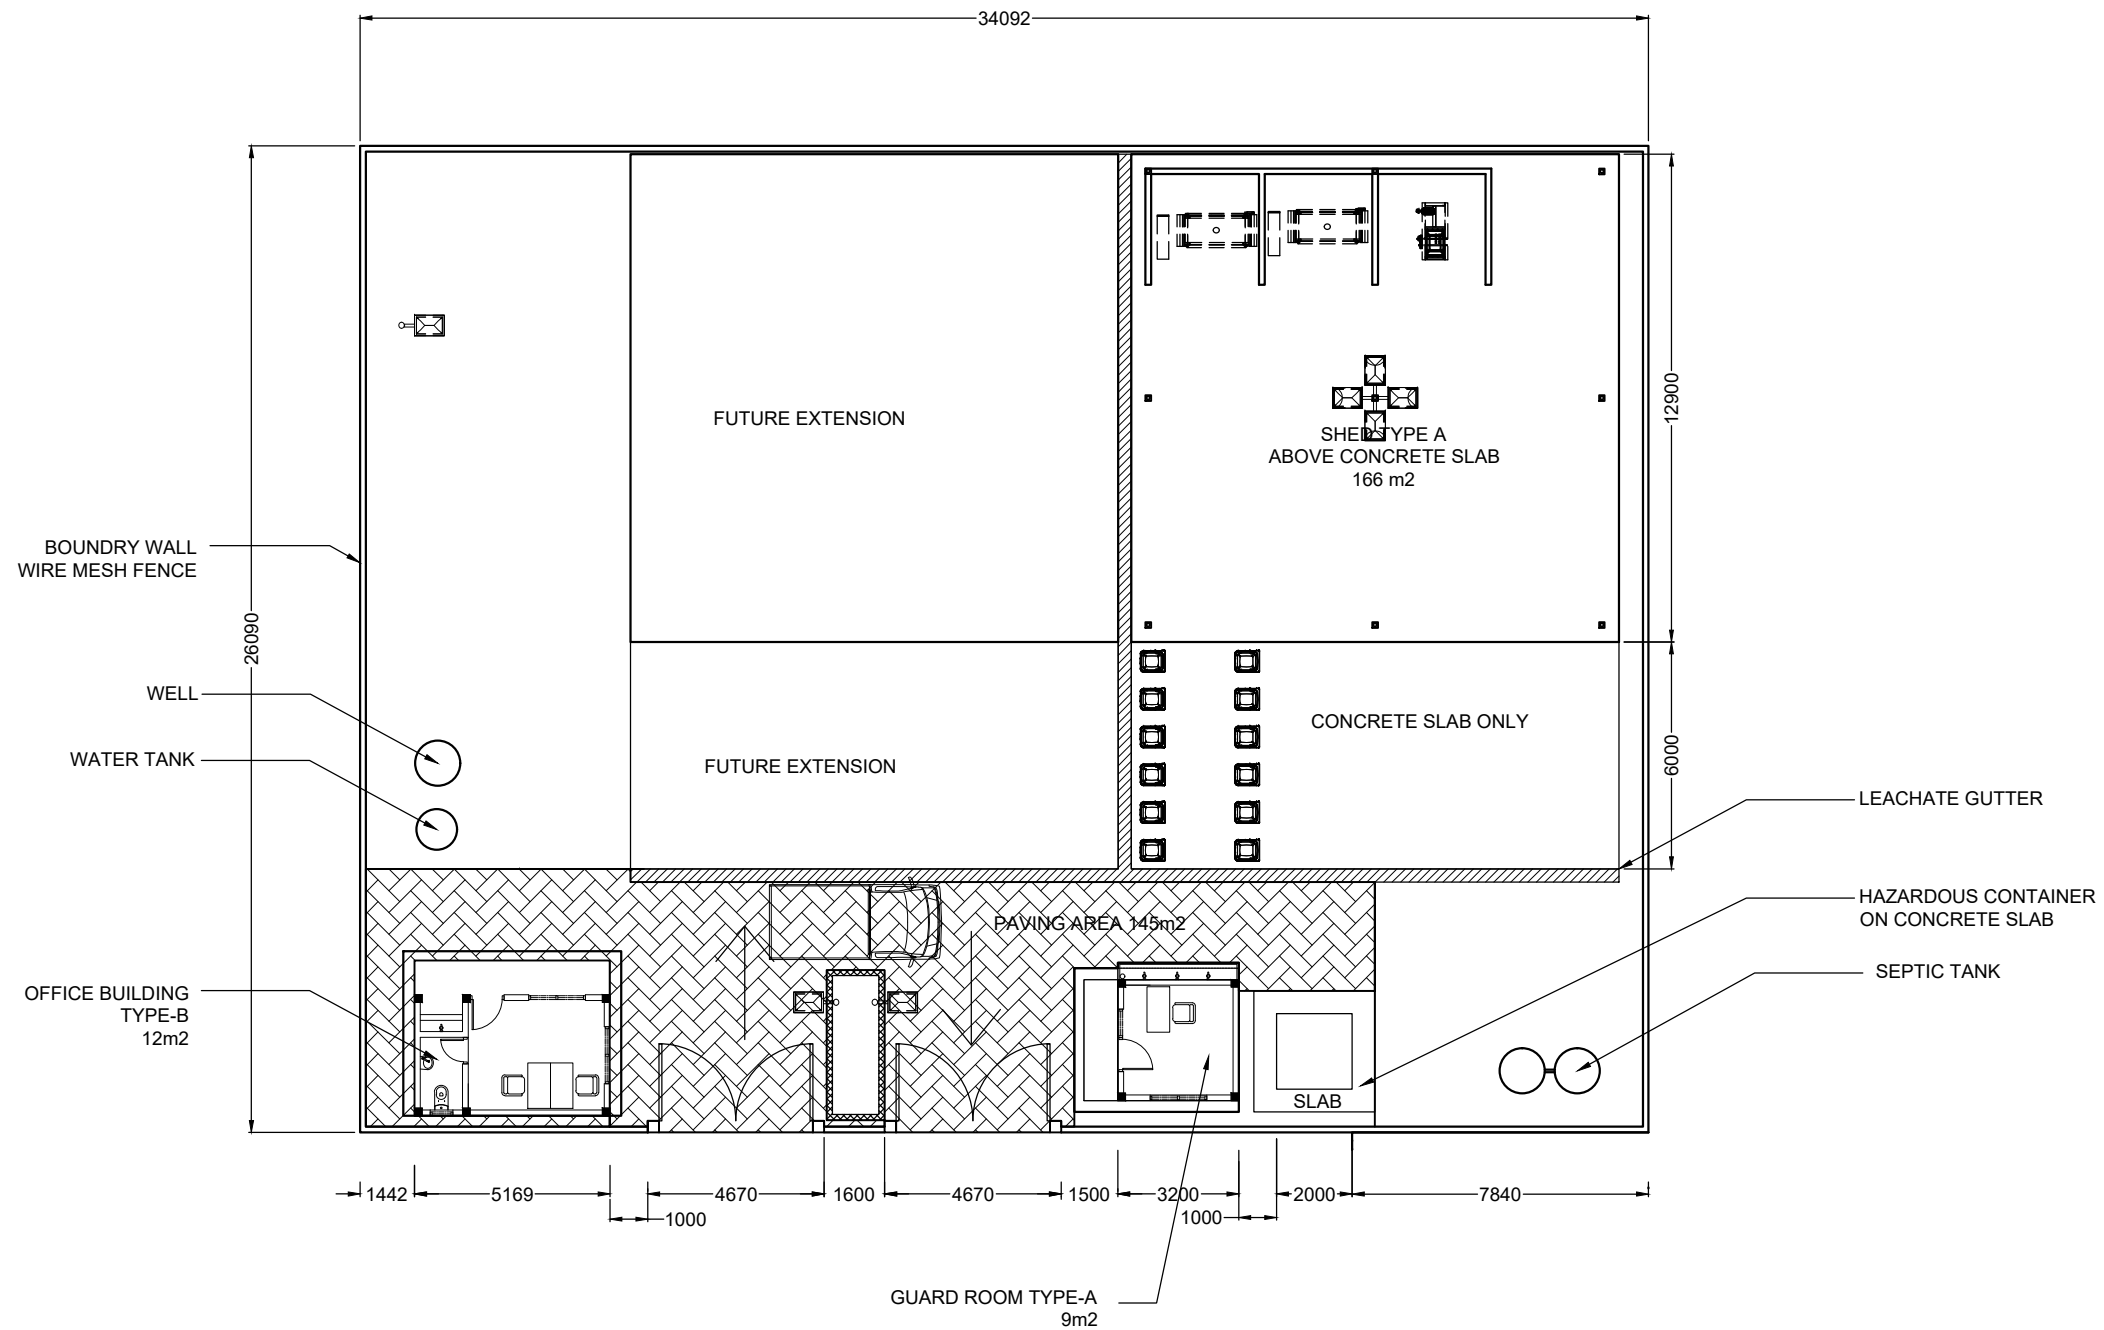 34092
FUTURE EXTENSION
SHED TYPE A
ABOVE CONCRETE SLAB
166 m2
12900
BOUNDRY WALL
WIRE MESH FENCE
26090
WELL
WATER TANK
FUTURE EXTENSION
CONCRETE SLAB ONLY
6000
LEACHATE GUTTER
HAZARDOUS CONTAINER
ON CONCRETE SLAB
PAVING AREA 145m2
SEPTIC TANK
OFFICE BUILDING
TYPE-B
12m2
SLAB
1442 5169 4670 1600 4670 1500 3200 2000 7840
1000 1000
GUARD ROOM TYPE-A
9m2